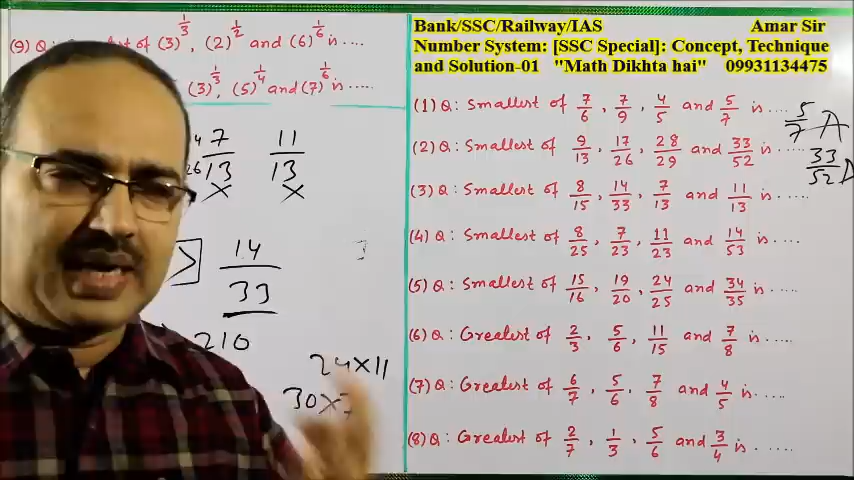 Bank/SSC/Railway/IAS Amar Sir
Number System: [SSC Special]: Concept, Technique
and Solution-01 "Math Dikhta hai" 09931134475
(9) Q: of (3)^1/3, (2)^1/2 and (6)^1/6 is....
(3)^1/3, (5)^1/4 and (7)^1/6 is.....
7/13 11/13
× ×
> 14/33
210
24×11
30×7
(1) Q: Smallest of 7/6, 7/9, 4/5 and 5/7 is.... 5/7 A
(2) Q: Smallest of 9/13, 17/26, 28/29 and 33/52 is..... 33/52 A
(3) Q: Smallest of 8/15, 14/33, 7/13 and 11/13 is.....
(4) Q: Smallest of 8/25, 7/23, 11/23 and 14/53 is....
(5) Q: Smallest of 15/16, 19/20, 24/25 and 34/35 is.....
(6) Q: Greatest of 2/3, 5/6, 11/15 and 7/8 is.....
(7) Q: Greatest of 6/7, 5/6, 7/8 and 4/5 is.....
(8) Q: Greatest of 2/7, 1/3, 5/6 and 3/4 is......